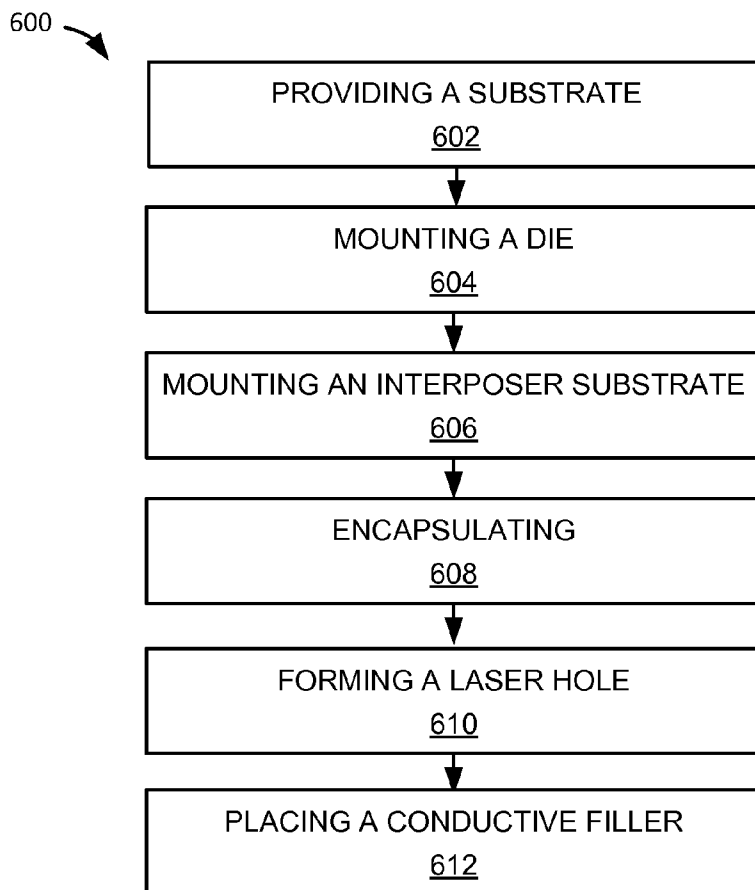 600
PROVIDING A SUBSTRATE
602
MOUNTING A DIE
604
MOUNTING AN INTERPOSER SUBSTRATE
606
ENCAPSULATING
608
FORMING A LASER HOLE
610
PLACING A CONDUCTIVE FILLER
612